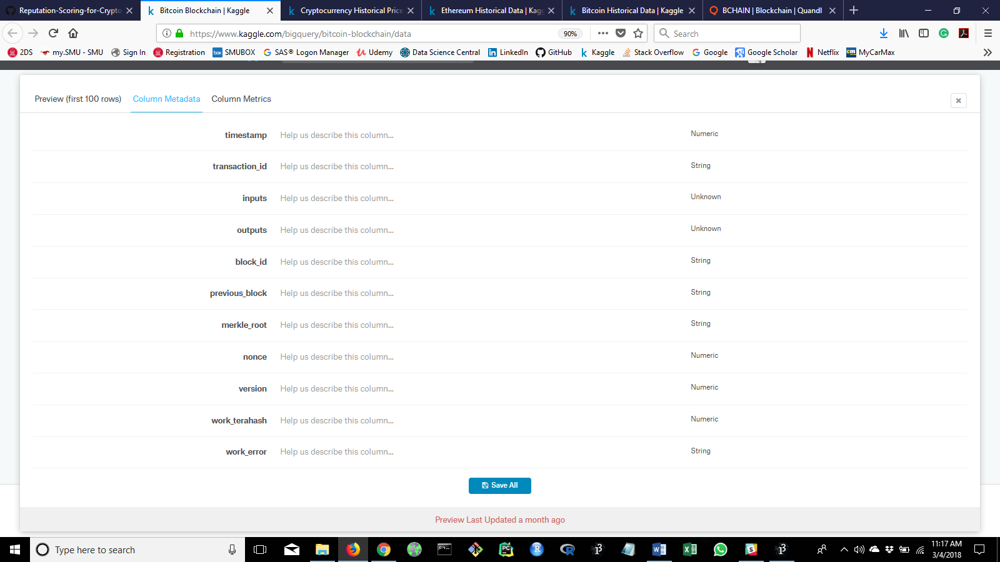 Reputation-Scoring-for-Crypto
Bitcoin Blockchain | Kaggle
Cryptocurrency Historical Price
Ethereum Historical Data | Kag
Bitcoin Historical Data | Kaggle
BCHAIN | Blockchain | Quandl
https://www.kaggle.com/bigquery/bitcoin-blockchain/data
90%
Search
2DS
my.SMU - SMU
Sign In
Registration
SMUBOX
SAS® Logon Manager
Udemy
Data Science Central
LinkedIn
GitHub
Kaggle
Stack Overflow
Google
Google Scholar
Netflix
MyCarMax
Preview (first 100 rows) Column Metadata Column Metrics
timestamp Help us describe this column... Numeric
transaction_id Help us describe this column... String
inputs Help us describe this column... Unknown
outputs Help us describe this column... Unknown
block_id Help us describe this column... String
previous_block Help us describe this column... String
merkle_root Help us describe this column... String
nonce Help us describe this column... Numeric
version Help us describe this column... Numeric
work_terahash Help us describe this column... Numeric
work_error Help us describe this column... String
Save All
Preview Last Updated a month ago
Type here to search
11:17 AM
3/4/2018